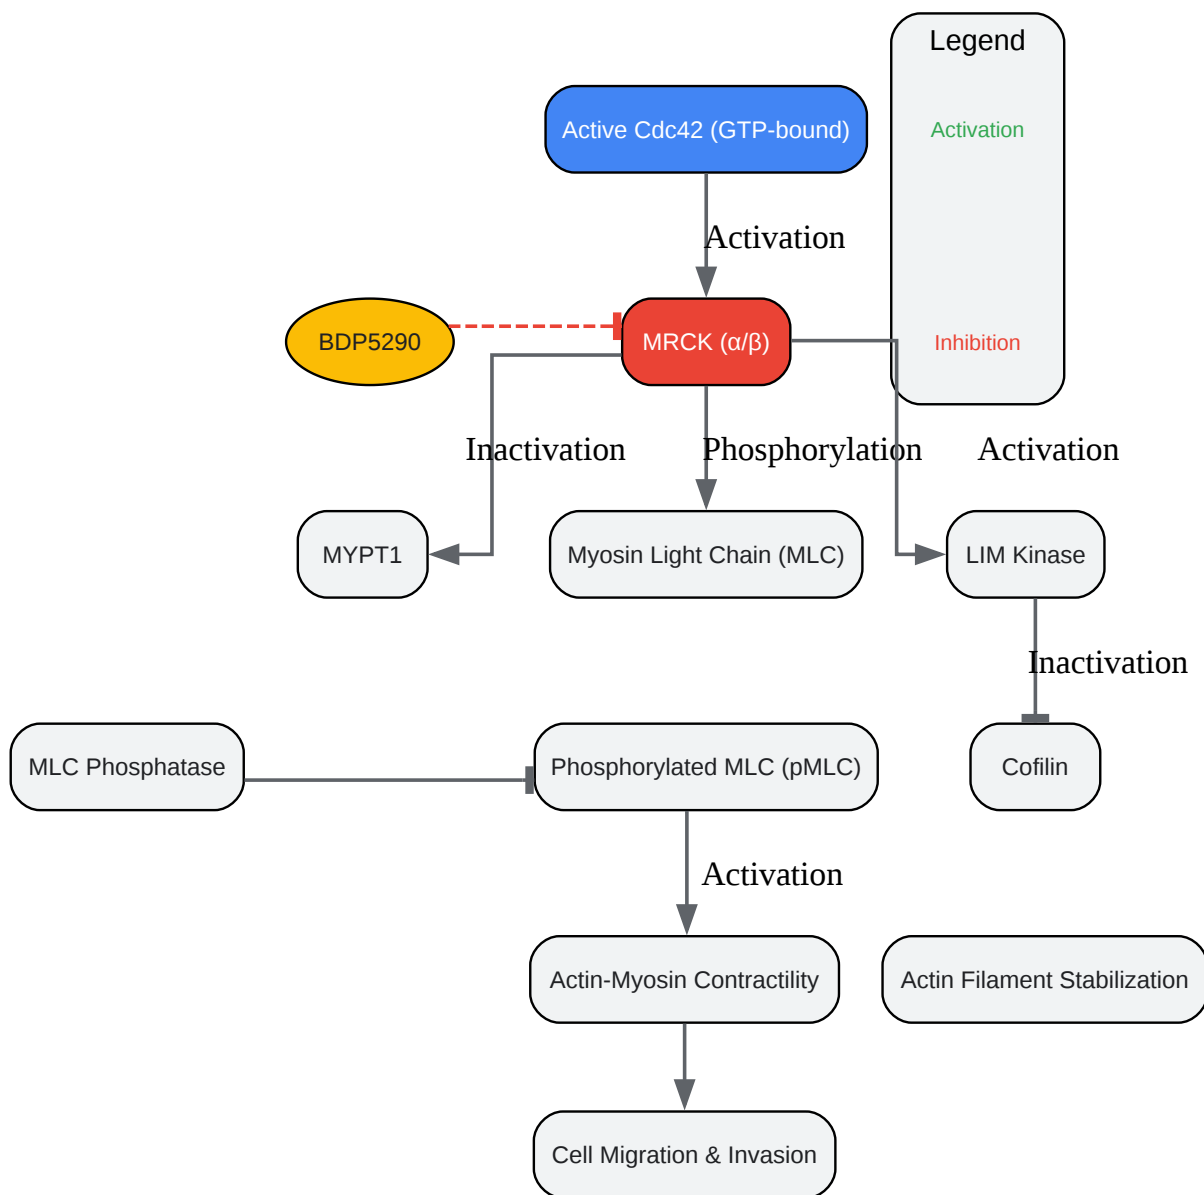 Legend
Active Cdc42 (GTP-bound)
Activation
Activation
BDP5290
MRCK (α/β)
Inhibition
Inactivation
Phosphorylation
Activation
MYPT1
Myosin Light Chain (MLC)
LIM Kinase
Inactivation
MLC Phosphatase
Phosphorylated MLC (pMLC)
Cofilin
Activation
Actin-Myosin Contractility
Actin Filament Stabilization
Cell Migration & Invasion